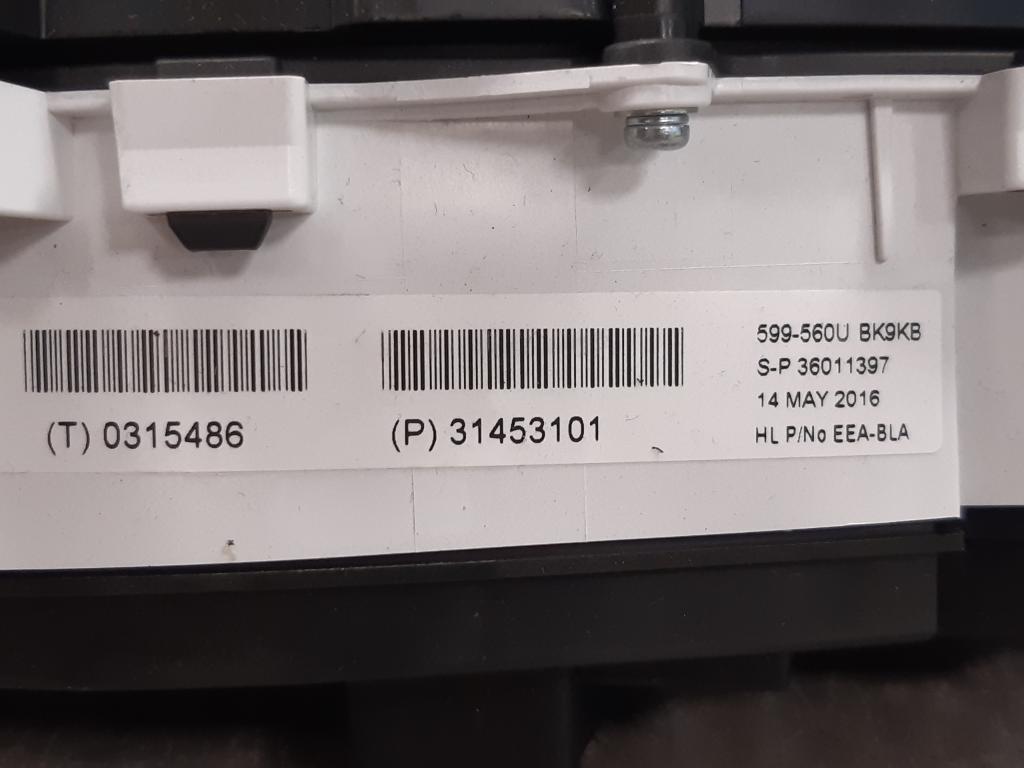 (T) 0315486
(P) 31453101
599-560U BK9KB
S-P 36011397
14 MAY 2016
HL P/No EEA-BLA